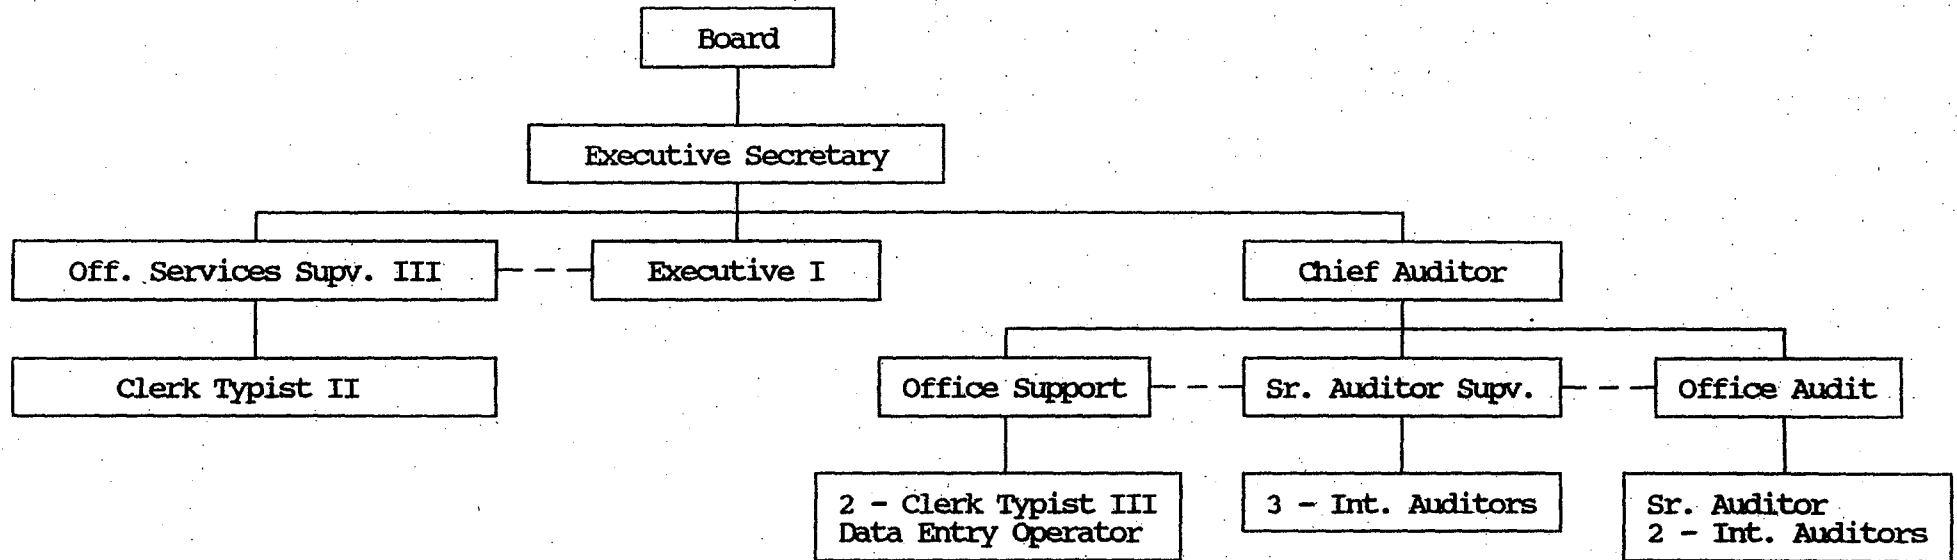 Board
Executive Secretary
Off. Services Supv. III
Executive I
Chief Auditor
Clerk Typist II
Office Support
Sr. Auditor Supv.
Office Audit
2 - Clerk Typist III
Data Entry Operator
3 - Int. Auditors
Sr. Auditor
2 - Int. Auditors